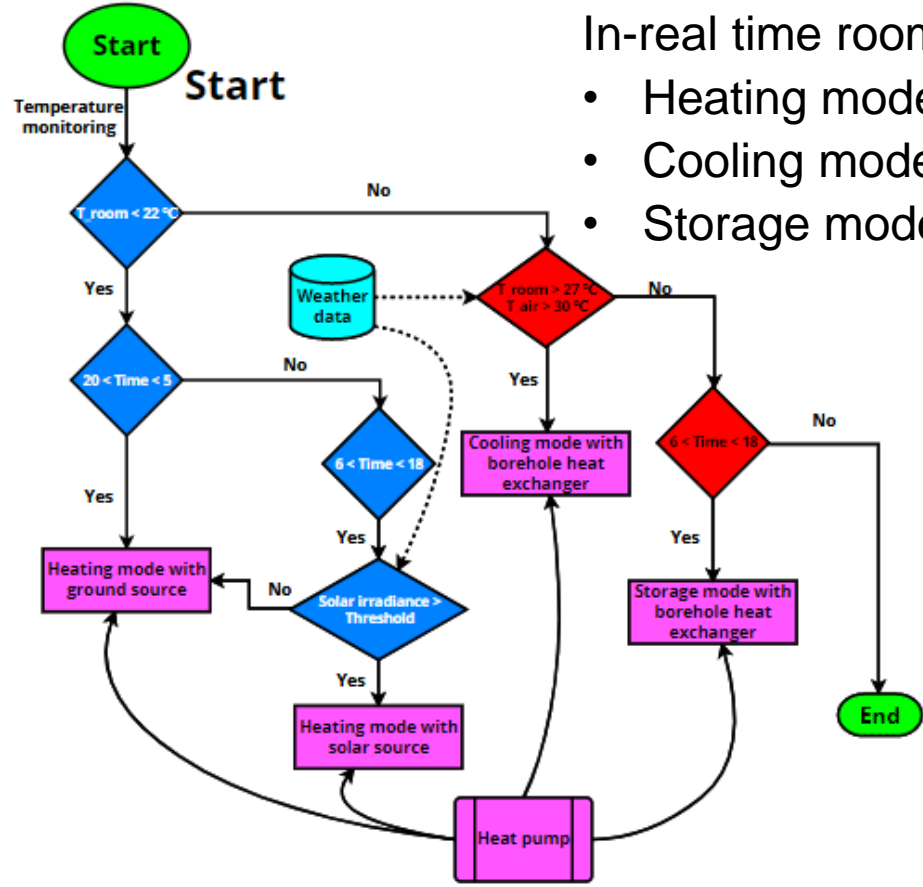 Start
Start
Temperature
monitoring
In-real time room
• Heating mode
• Cooling mode
• Storage mode
T_room < 22 ºC
No
Yes
Weather
data
T_room > 27 ºC
T_air > 30 ºC
No
20 < Time < 5
No
Yes
No
6 < Time < 18
Cooling mode with
borehole heat
exchanger
6 < Time < 18
Yes
Yes
Yes
Heating mode with
ground source
No
Solar irradiance >
Threshold
Storage mode with
borehole heat
exchanger
Yes
Heating mode with
solar source
End
Heat pump